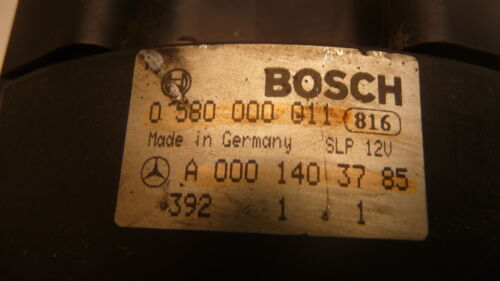 BOSCH
0 580 000 011 816
Made in Germany SLP 12V
A 000 140 37 85
392 1 1